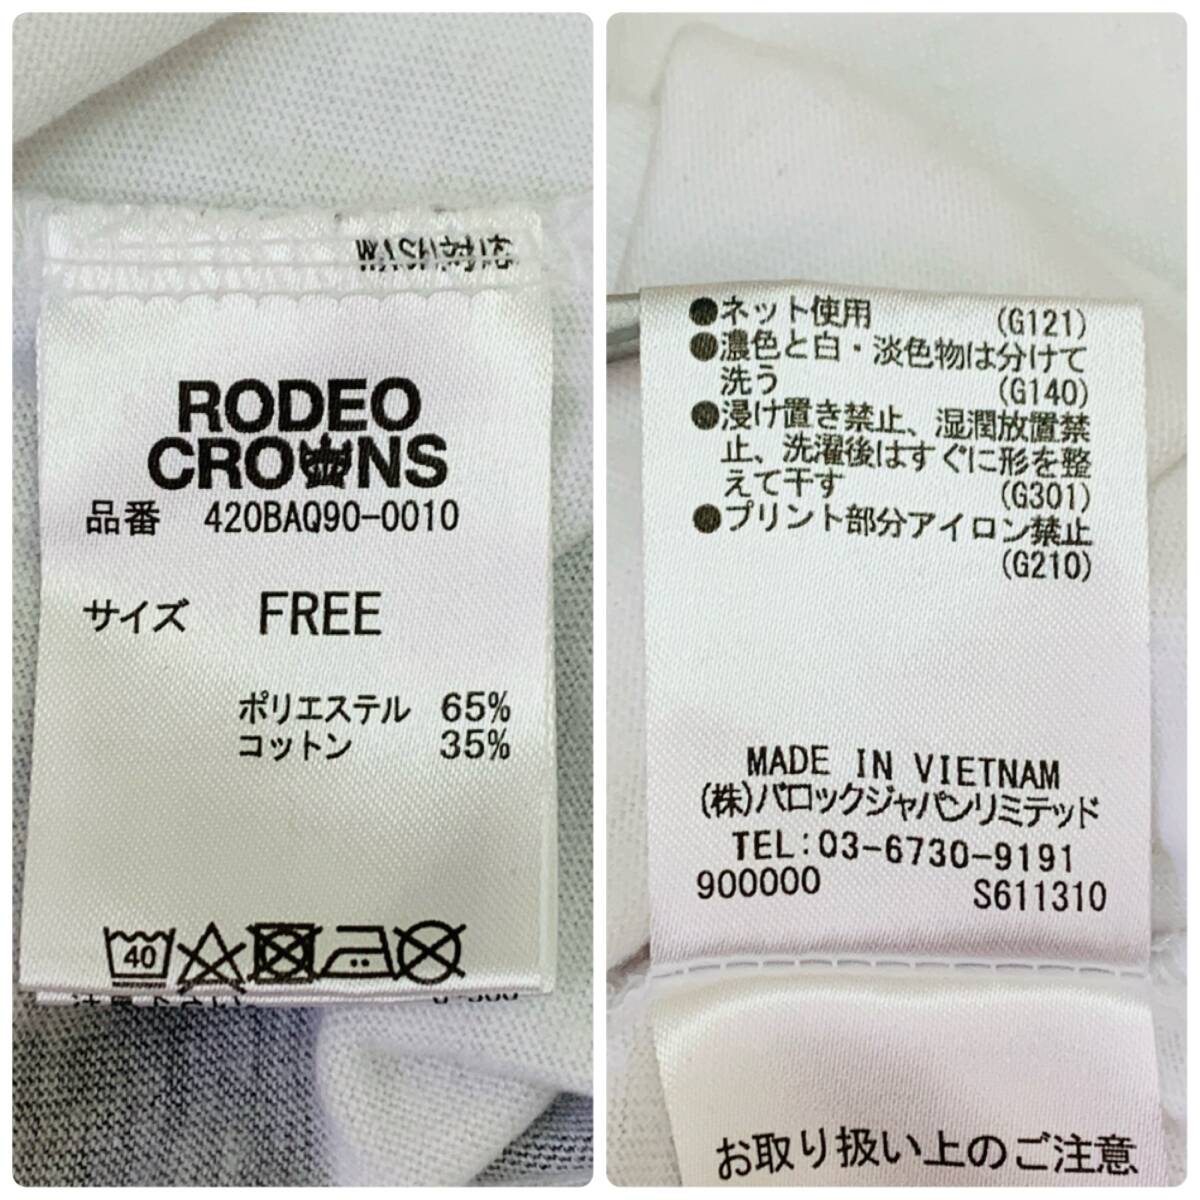 RODEO
CROWNS
品番 420BAQ90-0010
サイズ FREE
ポリエステル 65%
コットン 35%
40
●ネット使用 (G121)
●濃色と白・淡色物は分けて
洗う (G140)
●浸け置き禁止、湿潤放置禁
止、洗濯後はすぐに形を整
えて干す (G301)
●プリント部分アイロン禁止
(G210)
MADE IN VIETNAM
(株)バロックジャパンリミテッド
TEL:03-6730-9191
900000 S611310
お取り扱い上のご注意